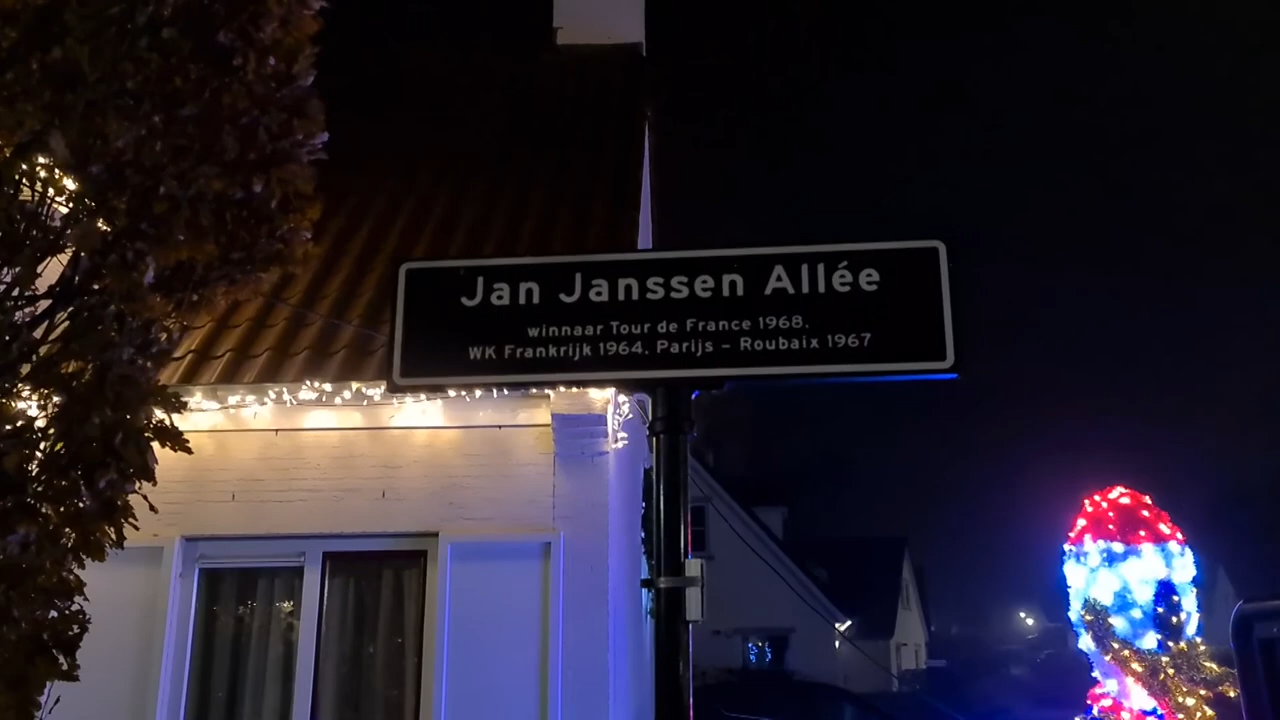 Jan Janssen Allée
winnaar Tour de France 1968,
WK Frankrijk 1964, Parijs - Roubaix 1967